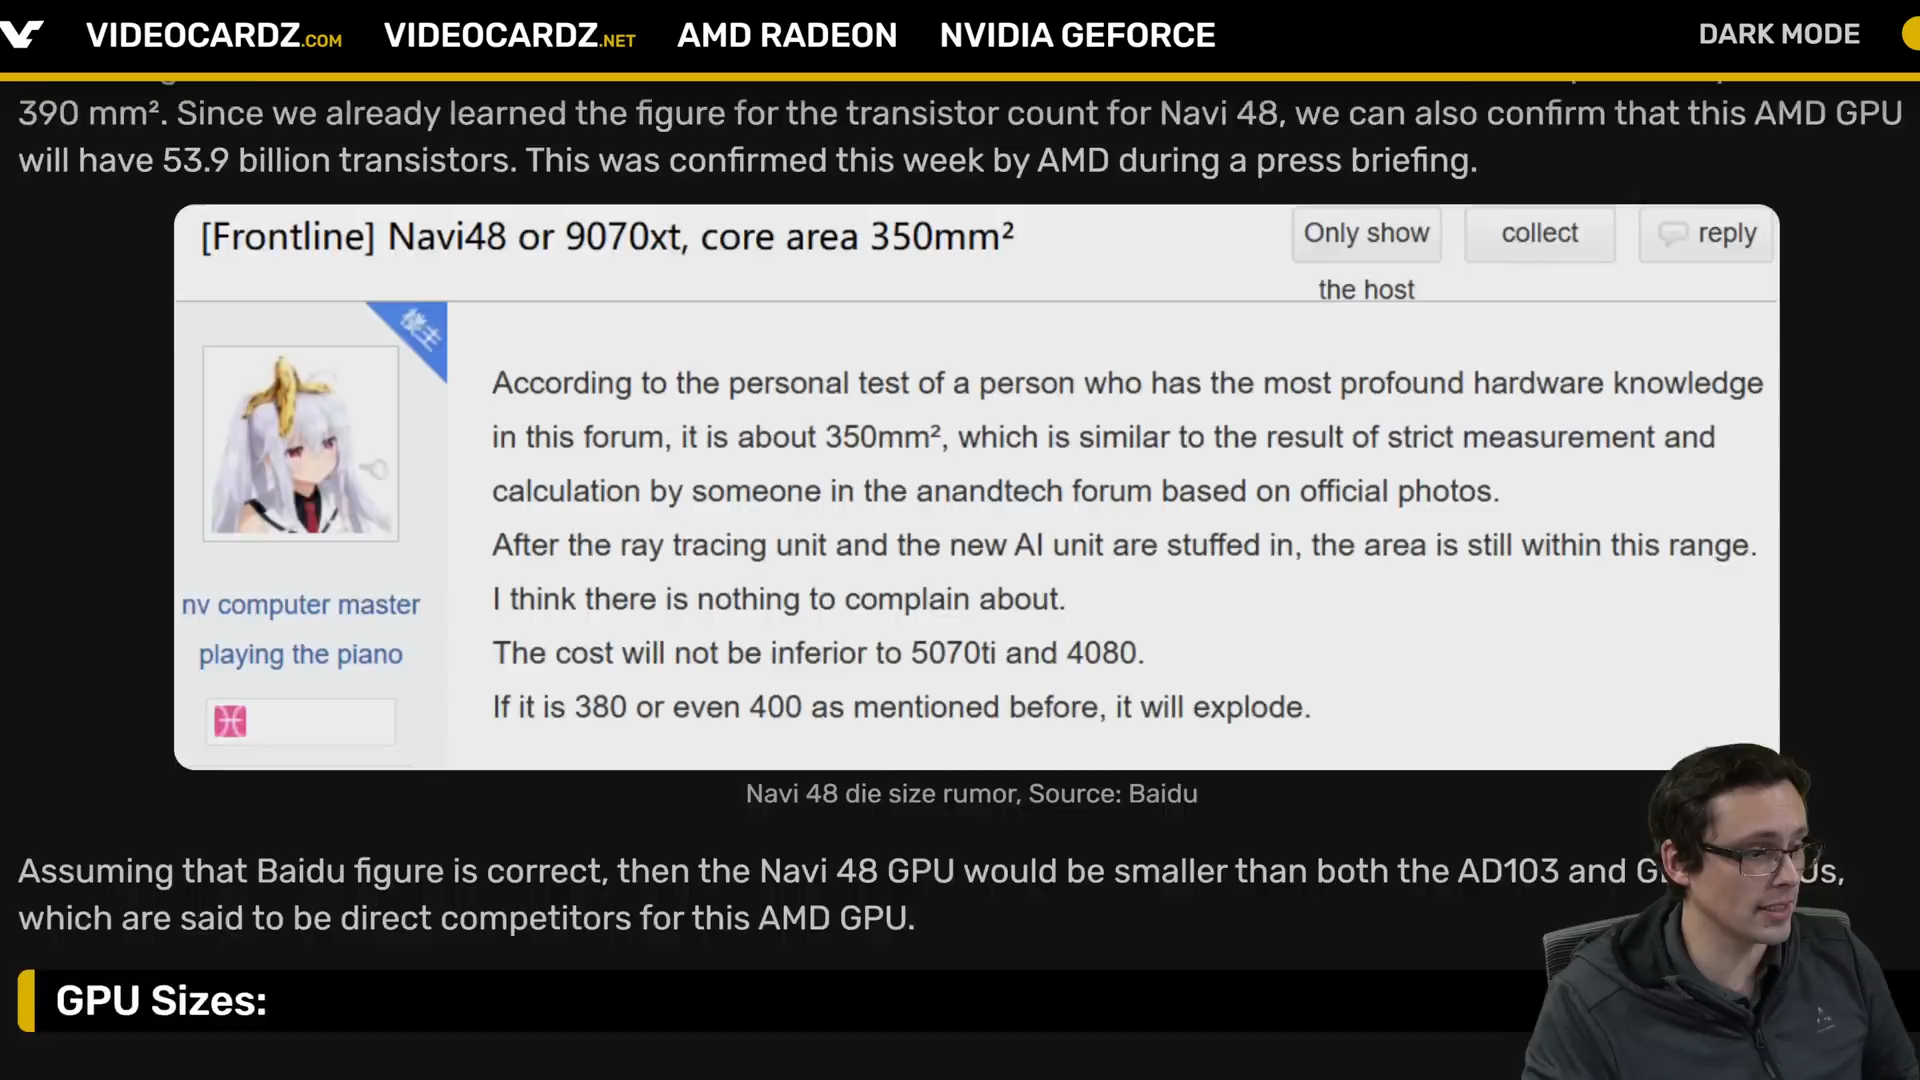 VIDEOCARDZ.COM VIDEOCARDZ.NET AMD RADEON NVIDIA GEFORCE DARK MODE
390 mm². Since we already learned the figure for the transistor count for Navi 48, we can also confirm that this AMD GPU
will have 53.9 billion transistors. This was confirmed this week by AMD during a press briefing.
[Frontline] Navi48 or 9070xt, core area 350mm²
Only show
the host
collect
reply
楼主
According to the personal test of a person who has the most profound hardware knowledge
in this forum, it is about 350mm², which is similar to the result of strict measurement and
calculation by someone in the anandtech forum based on official photos.
After the ray tracing unit and the new AI unit are stuffed in, the area is still within this range.
I think there is nothing to complain about.
The cost will not be inferior to 5070ti and 4080.
If it is 380 or even 400 as mentioned before, it will explode.
nv computer master
playing the piano
Navi 48 die size rumor, Source: Baidu
Assuming that Baidu figure is correct, then the Navi 48 GPU would be smaller than both the AD103 and
which are said to be direct competitors for this AMD GPU.
GPU Sizes: